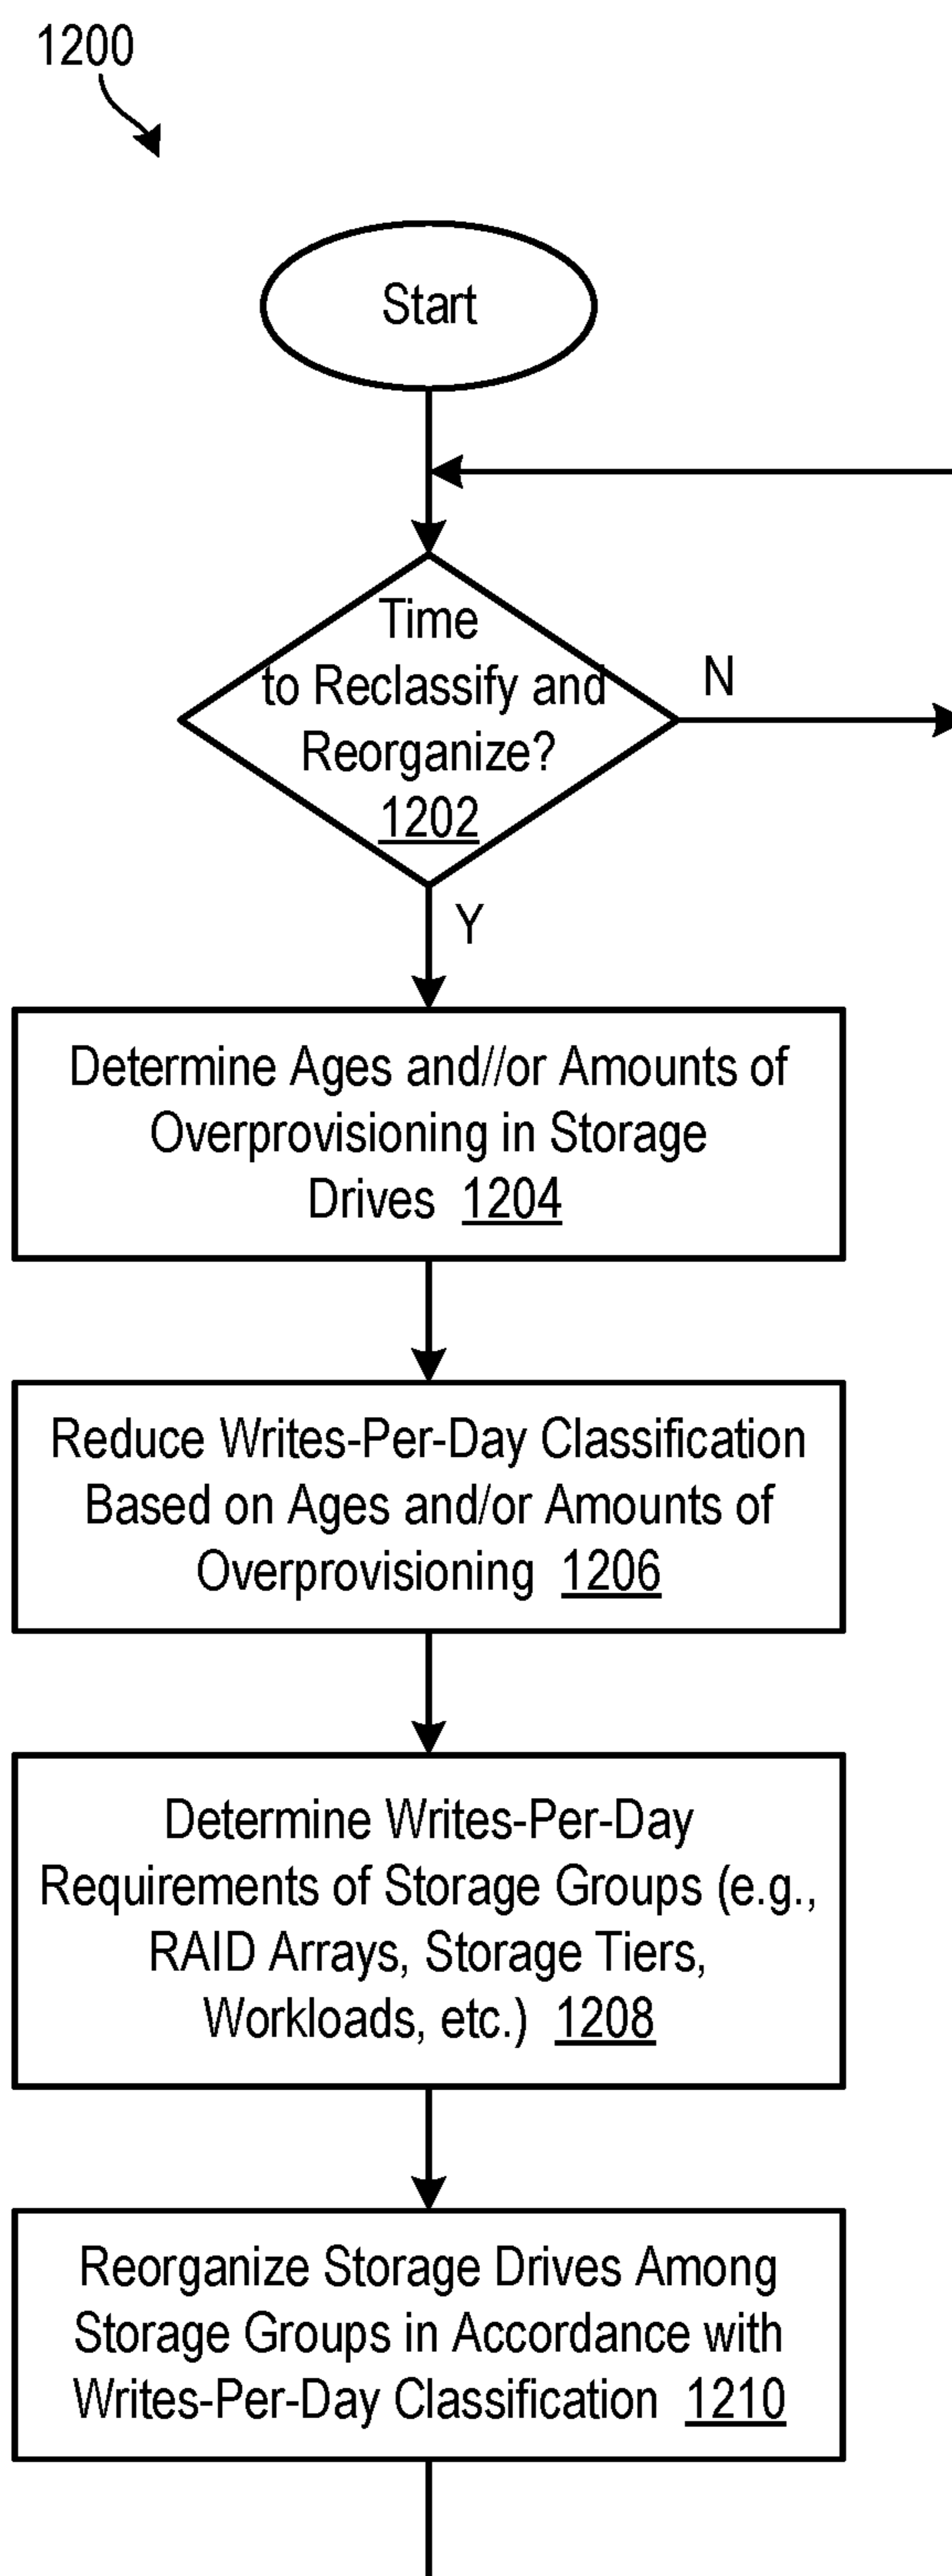 1200
Start
Time
to Reclassify and
Reorganize?
1202
N
Y
Determine Ages and//or Amounts of
Overprovisioning in Storage
Drives 1204
Reduce Writes-Per-Day Classification
Based on Ages and/or Amounts of
Overprovisioning 1206
Determine Writes-Per-Day
Requirements of Storage Groups (e.g.,
RAID Arrays, Storage Tiers,
Workloads, etc.) 1208
Reorganize Storage Drives Among
Storage Groups in Accordance with
Writes-Per-Day Classification 1210